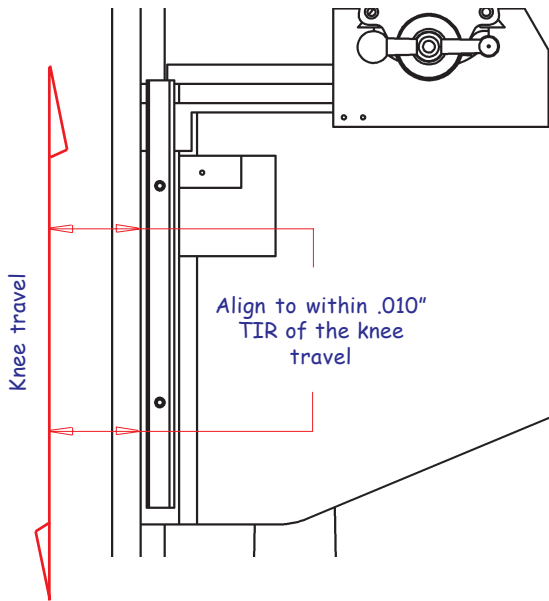 Knee travel
Align to within .010"
TIR of the knee
travel